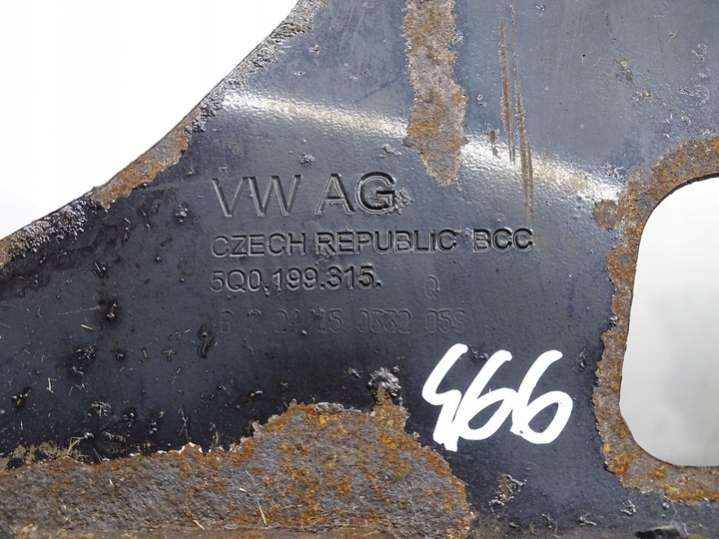 VW AG
CZECH REPUBLIC BCC
5Q0.199.315. Q
466